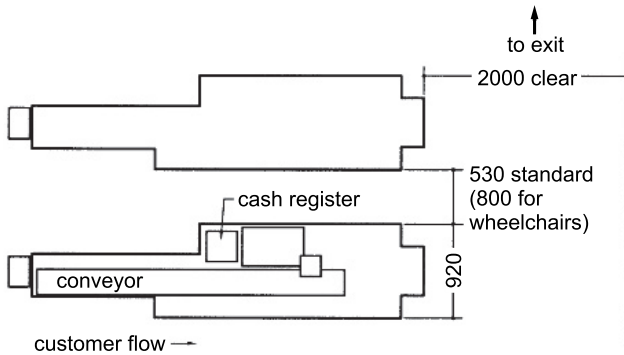 to exit
2000 clear
530 standard
(800 for
wheelchairs)
cash register
920
conveyor
customer flow